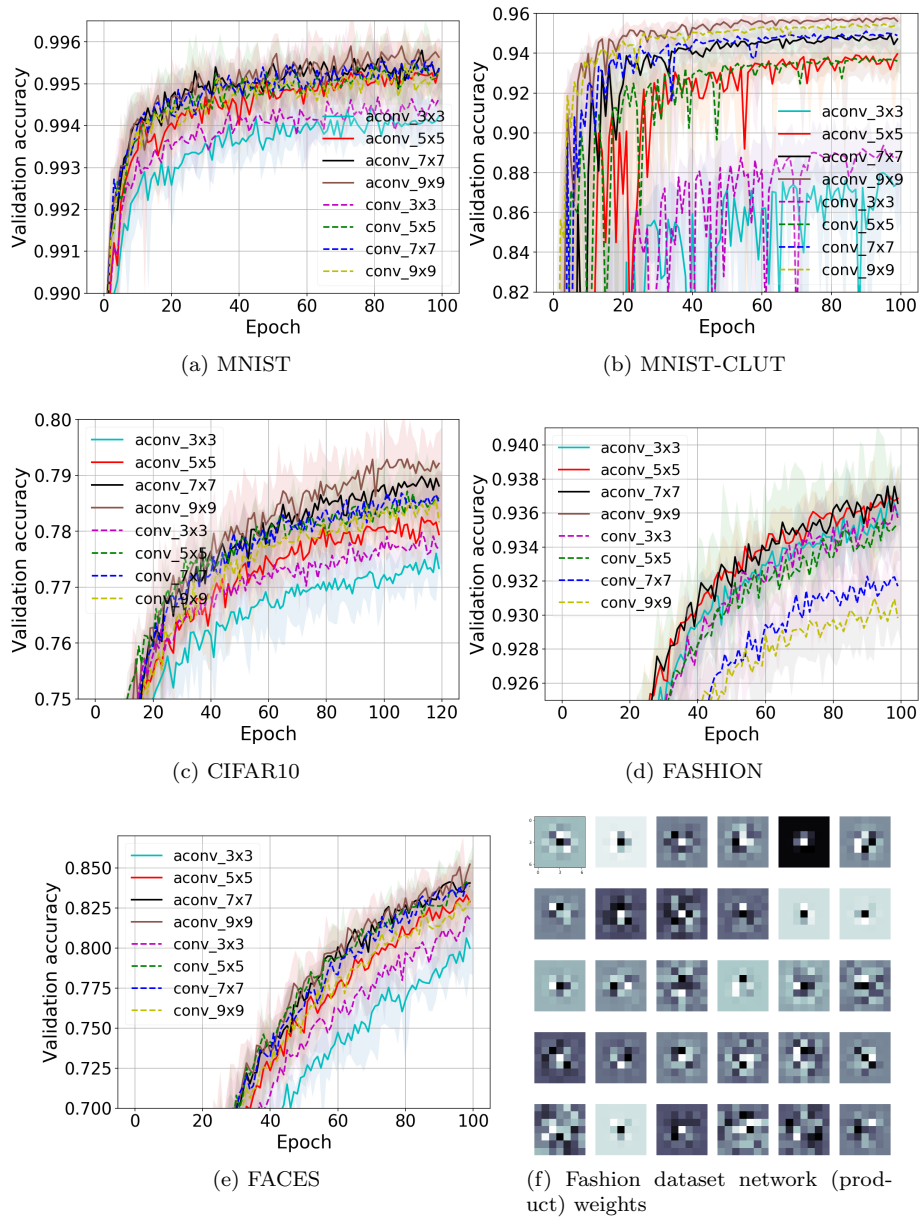 0.996
0.995
0.994
0.993
0.992
0.991
0.990
Validation accuracy
aconv_3x3
aconv_5x5
aconv_7x7
aconv_9x9
conv_3x3
conv_5x5
conv_7x7
conv_9x9
0 20 40 60 80 100
Epoch
(a) MNIST
0.96
0.94
0.92
0.90
0.88
0.86
0.84
0.82
Validation accuracy
aconv_3x3
aconv_5x5
aconv_7x7
aconv_9x9
conv_3x3
conv_5x5
conv_7x7
conv_9x9
0 20 40 60 80 100
Epoch
(b) MNIST-CLUT
0.80
0.79
0.78
0.77
0.76
0.75
Validation accuracy
aconv_3x3
aconv_5x5
aconv_7x7
aconv_9x9
conv_3x3
conv_5x5
conv_7x7
conv_9x9
0 20 40 60 80 100 120
Epoch
(c) CIFAR10
0.940
0.938
0.936
0.934
0.932
0.930
0.928
0.926
Validation accuracy
aconv_3x3
aconv_5x5
aconv_7x7
aconv_9x9
conv_3x3
conv_5x5
conv_7x7
conv_9x9
0 20 40 60 80 100
Epoch
(d) FASHION
0.850
0.825
0.800
0.775
0.750
0.725
0.700
Validation accuracy
aconv_3x3
aconv_5x5
aconv_7x7
aconv_9x9
conv_3x3
conv_5x5
conv_7x7
conv_9x9
0 20 40 60 80 100
Epoch
(e) FACES
(f) Fashion dataset network (prod-
uct) weights